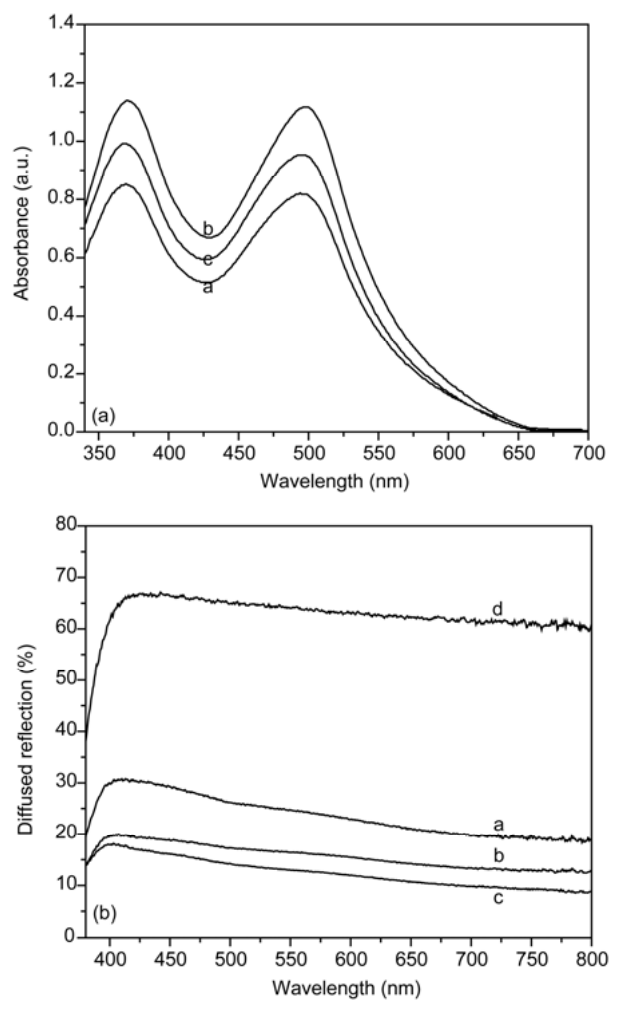 1.4
1.2
1.0
0.8
0.6
0.4
0.2
0.0
Absorbance (a.u.)
b
c
a
(a)
350 400 450 500 550 600 650 700
Wavelength (nm)
80
70
60
50
40
30
20
10
0
Diffused reflection (%)
d
a
b
c
(b)
400 450 500 550 600 650 700 750 800
Wavelength (nm)